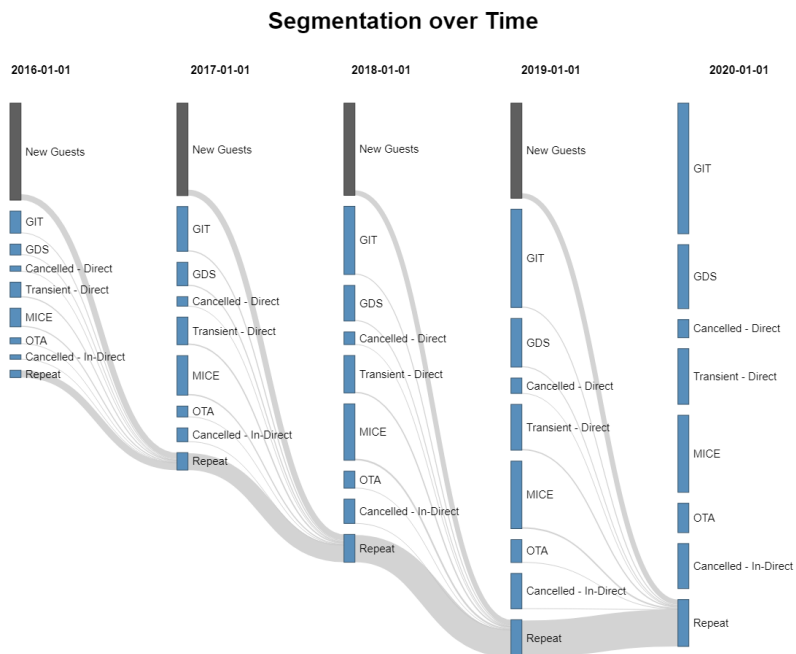 Segmentation over Time
2016-01-01
2017-01-01
2018-01-01
2019-01-01
2020-01-01
New Guests
GIT
GDS
Cancelled - Direct
Transient - Direct
MICE
OTA
Cancelled - In-Direct
Repeat
New Guests
GIT
GDS
Cancelled - Direct
Transient - Direct
MICE
OTA
Cancelled - In-Direct
Repeat
New Guests
GIT
GDS
Cancelled - Direct
Transient - Direct
MICE
OTA
Cancelled - In-Direct
Repeat
New Guests
GIT
GDS
Cancelled - Direct
Transient - Direct
MICE
OTA
Cancelled - In-Direct
Repeat
GIT
GDS
Cancelled - Direct
Transient - Direct
MICE
OTA
Cancelled - In-Direct
Repeat